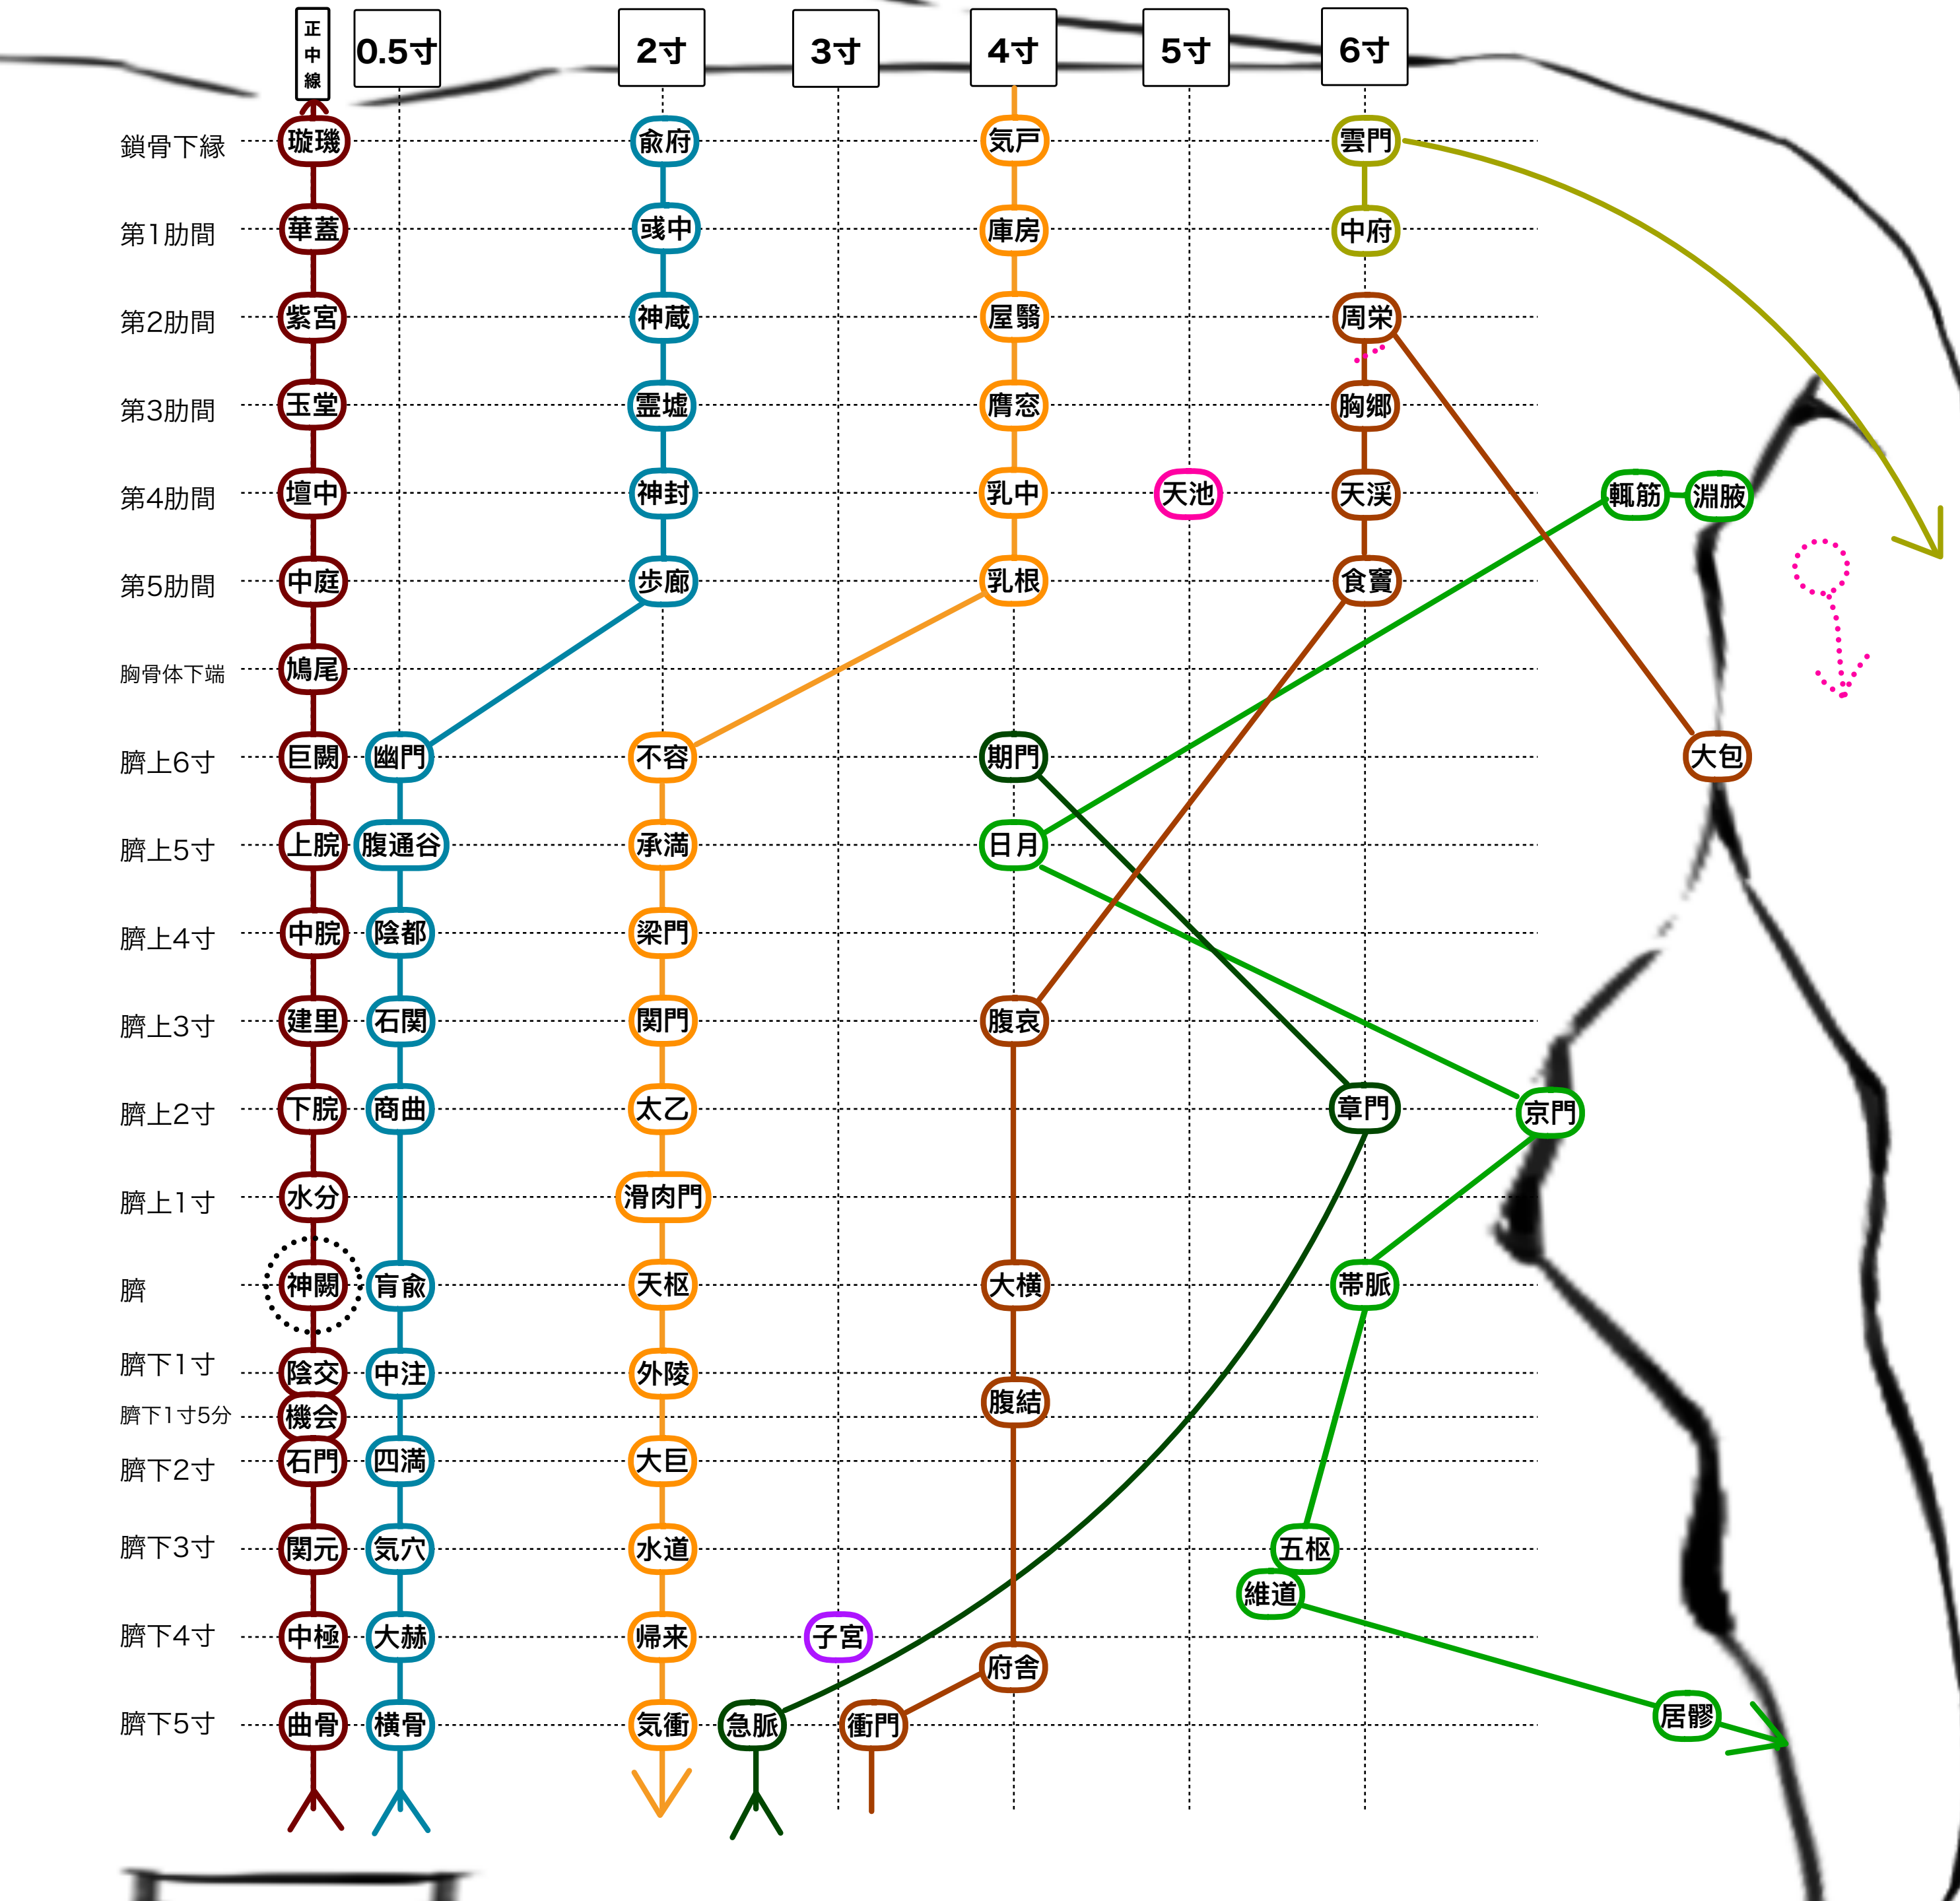 正中線 0.5寸 2寸 3寸 4寸 5寸 6寸
鎖骨下縁 璇璣 兪府 気戸 雲門
第1肋間 華蓋 彧中 庫房 中府
第2肋間 紫宮 神蔵 屋翳 周栄
第3肋間 玉堂 霊墟 膺窓 胸郷
第4肋間 壇中 神封 乳中 天池 天渓 輒筋 淵腋
第5肋間 中庭 歩廊 乳根 食竇
胸骨体下端 鳩尾
臍上6寸 巨闕 幽門 不容 期門 大包
臍上5寸 上脘 腹通谷 承満 日月
臍上4寸 中脘 陰都 梁門
臍上3寸 建里 石関 関門 腹哀
臍上2寸 下脘 商曲 太乙 章門 京門
臍上1寸 水分 滑肉門
臍 神闕 肓兪 天枢 大横 帯脈
臍下1寸 陰交 中注 外陵
腹結
臍下1寸5分 機会
臍下2寸 石門 四満 大巨
臍下3寸 関元 気穴 水道 五枢
維道
臍下4寸 中極 大赫 帰来 子宮
府舎
臍下5寸 曲骨 横骨 気衝 急脈 衝門 居髎